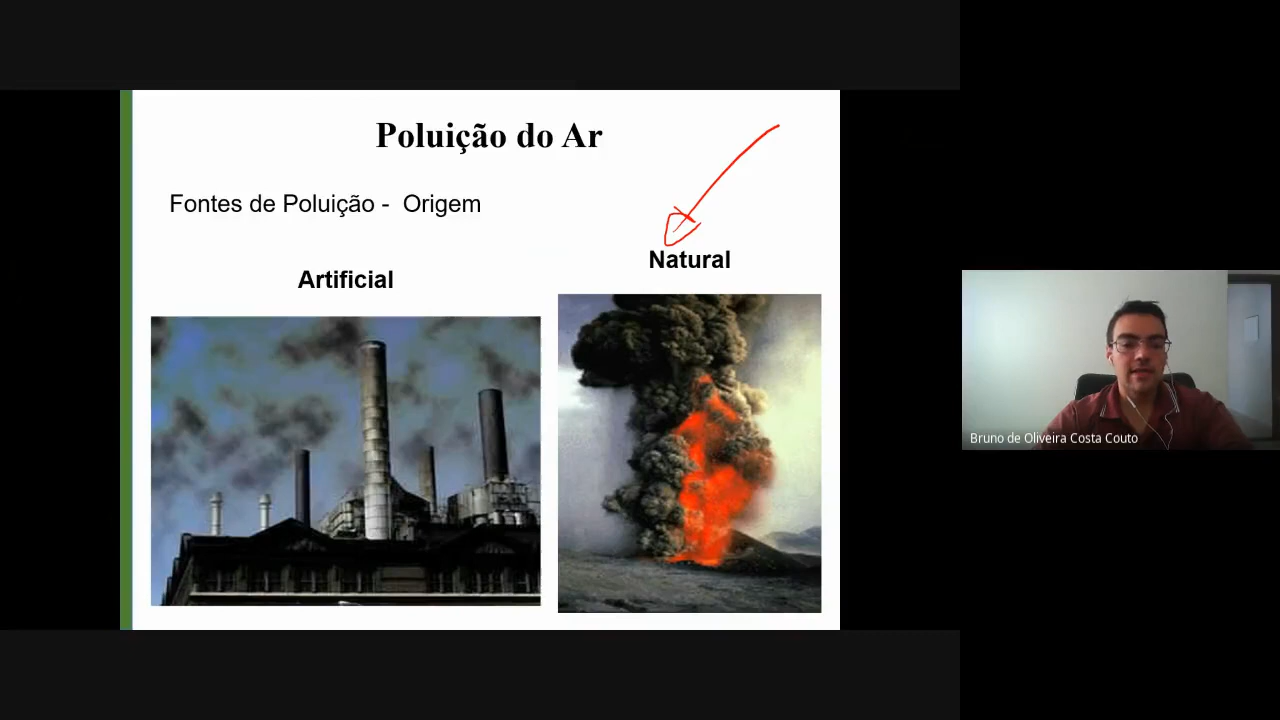 Poluição do Ar
Fontes de Poluição - Origem
Artificial
Natural
Bruno de Oliveira Costa Couto